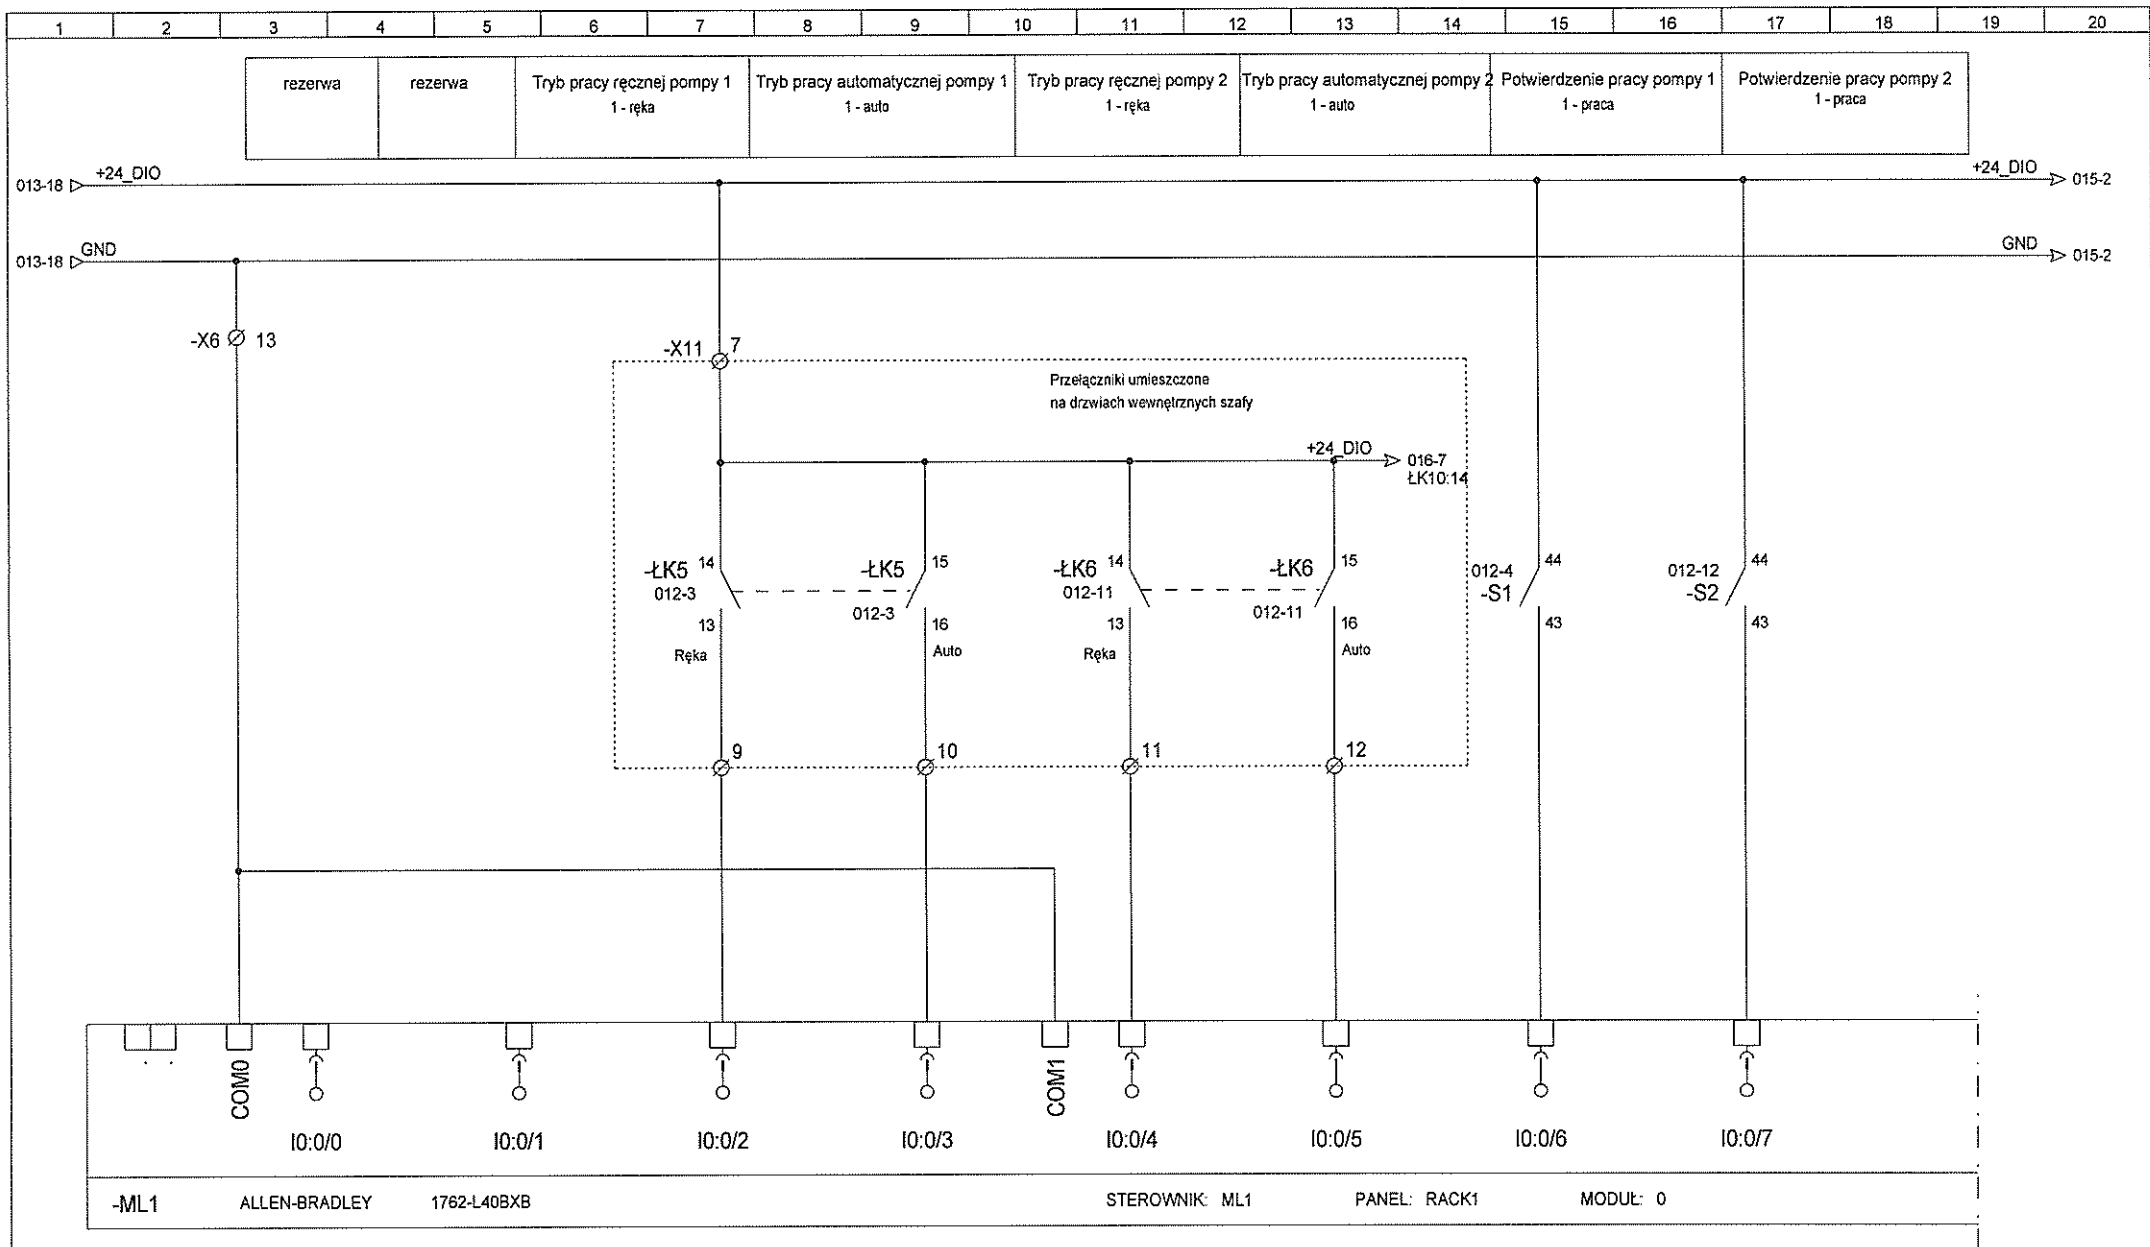 1 2 3 4 5 6 7 8 9 10 11 12 13 14 15 16 17 18 19 20
rezerwa
rezerwa
Tryb pracy ręcznej pompy 1
1 - ręka
Tryb pracy automatycznej pompy 1
1 - auto
Tryb pracy ręcznej pompy 2
1 - ręka
Tryb pracy automatycznej pompy 2
1 - auto
Potwierdzenie pracy pompy 1
1 - praca
Potwierdzenie pracy pompy 2
1 - praca
013-18 +24_DIO
+24_DIO 015-2
013-18 GND
GND 015-2
-X6 13
-X11 7
Przełączniki umieszczone
na drzwiach wewnętrznych szafy
+24_DIO 016-7
ŁK10:14
-ŁK5 14
012-3
13
Ręka
-ŁK5 15
012-3
16
Auto
-ŁK6 14
012-11
13
Ręka
-ŁK6 15
012-11
16
Auto
012-4 44
-S1
43
012-12 44
-S2
43
9 10 11 12
COM0
COM1
I0:0/0 I0:0/1 I0:0/2 I0:0/3 I0:0/4 I0:0/5 I0:0/6 I0:0/7
-ML1 ALLEN-BRADLEY 1762-L40BXB STEROWNIK: ML1 PANEL: RACK1 MODUŁ: 0